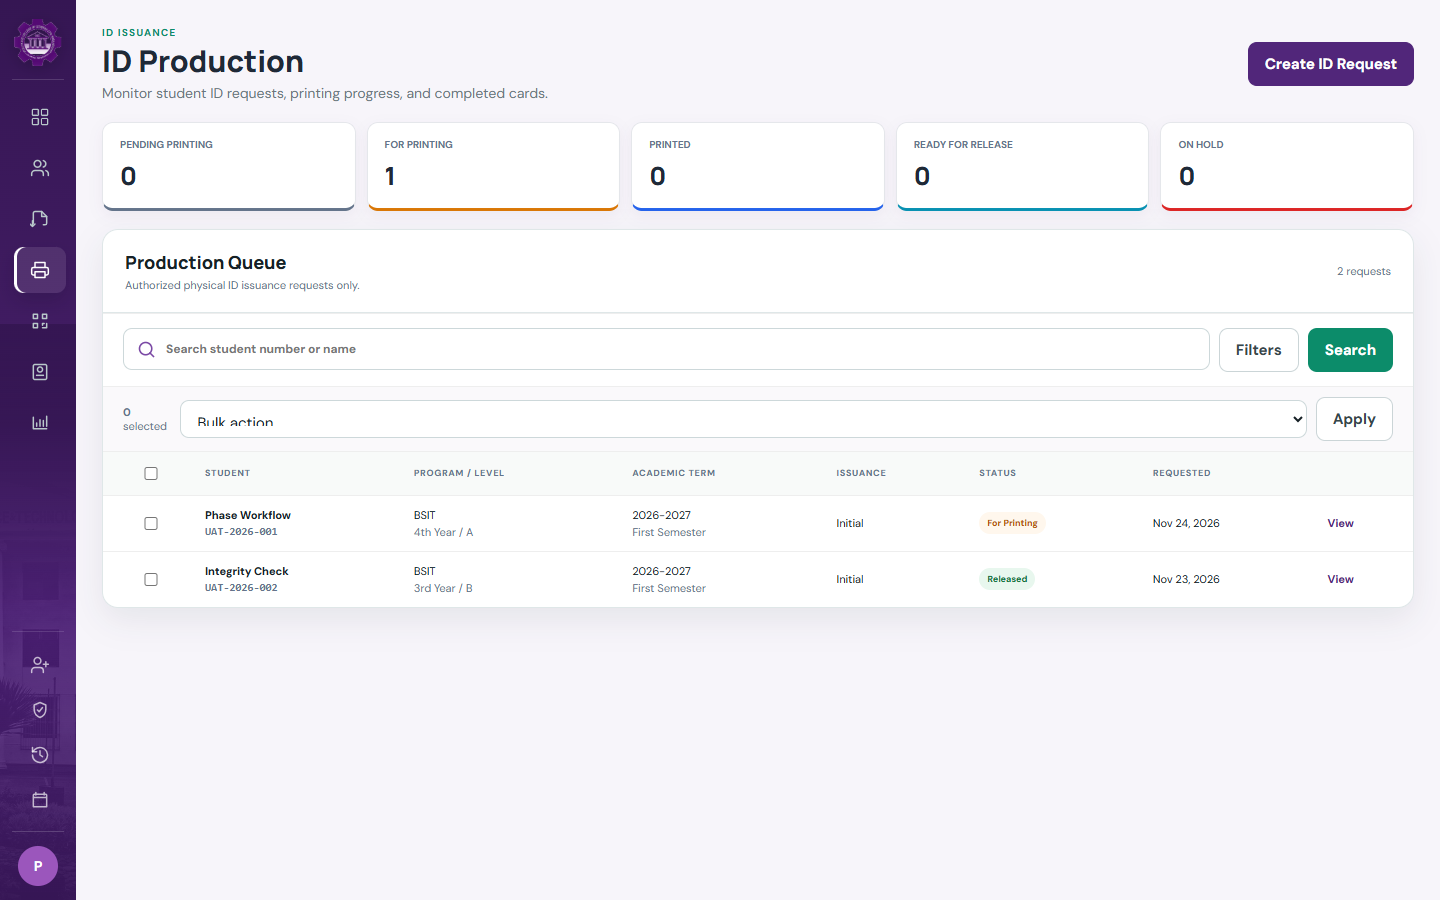 ID ISSUANCE
ID Production
Monitor student ID requests, printing progress, and completed cards.
Create ID Request
PENDING PRINTING
0
FOR PRINTING
1
PRINTED
0
READY FOR RELEASE
0
ON HOLD
0
Production Queue
Authorized physical ID issuance requests only.
2 requests
Search student number or name
Filters
Search
0
selected
Bulk action
Apply
STUDENT PROGRAM / LEVEL ACADEMIC TERM ISSUANCE STATUS REQUESTED
Phase Workflow BSIT 2026-2027 Initial For Printing Nov 24, 2026 View
UAT-2026-001 4th Year / A First Semester
Integrity Check BSIT 2026-2027 Initial Released Nov 23, 2026 View
UAT-2026-002 3rd Year / B First Semester
P